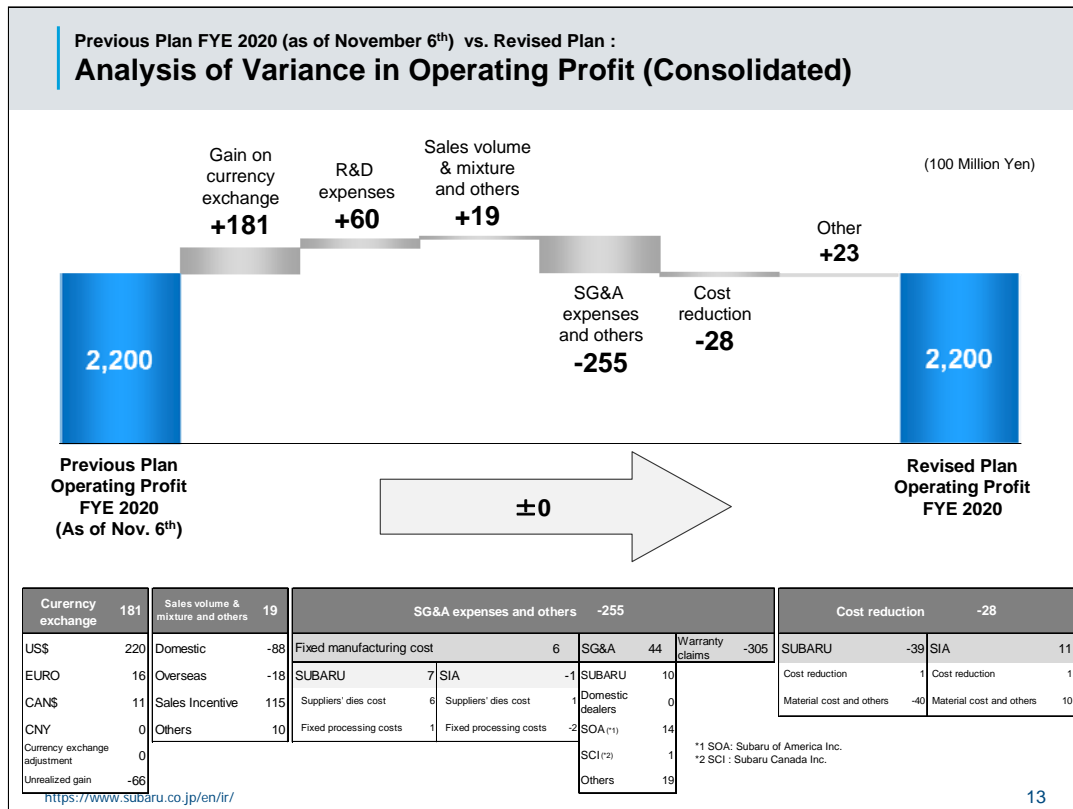 Previous Plan FYE 2020 (as of November 6th) vs. Revised Plan :
Analysis of Variance in Operating Profit (Consolidated)
(100 Million Yen)
Gain on
currency
exchange
+181
R&D
expenses
+60
Sales volume
& mixture
and others
+19
SG&A
expenses
and others
-255
Cost
reduction
-28
Other
+23
2,200
2,200
Previous Plan
Operating Profit
FYE 2020
(As of Nov. 6th)
±0
Revised Plan
Operating Profit
FYE 2020
Curerncy
exchange 181
US$ 220
EURO 16
CAN$ 11
CNY 0
Currency exchange
adjustment 0
Unrealized gain -66
Sales volume &
mixture and others 19
Domestic -88
Overseas -18
Sales Incentive 115
Others 10
SG&A expenses and others -255
Fixed manufacturing cost 6
SUBARU 7 SIA -1
Suppliers' dies cost 6 Suppliers' dies cost 1
Fixed processing costs 1 Fixed processing costs -2
SG&A 44
SUBARU 10
Domestic
dealers 0
SOA (*1) 14
SCI (*2) 1
Others 19
Warranty
claims -305
Cost reduction -28
SUBARU -39 SIA 11
Cost reduction 1 Cost reduction 1
Material cost and others -40 Material cost and others 10
*1 SOA: Subaru of America Inc.
*2 SCI : Subaru Canada Inc.
https://www.subaru.co.jp/en/ir/
13